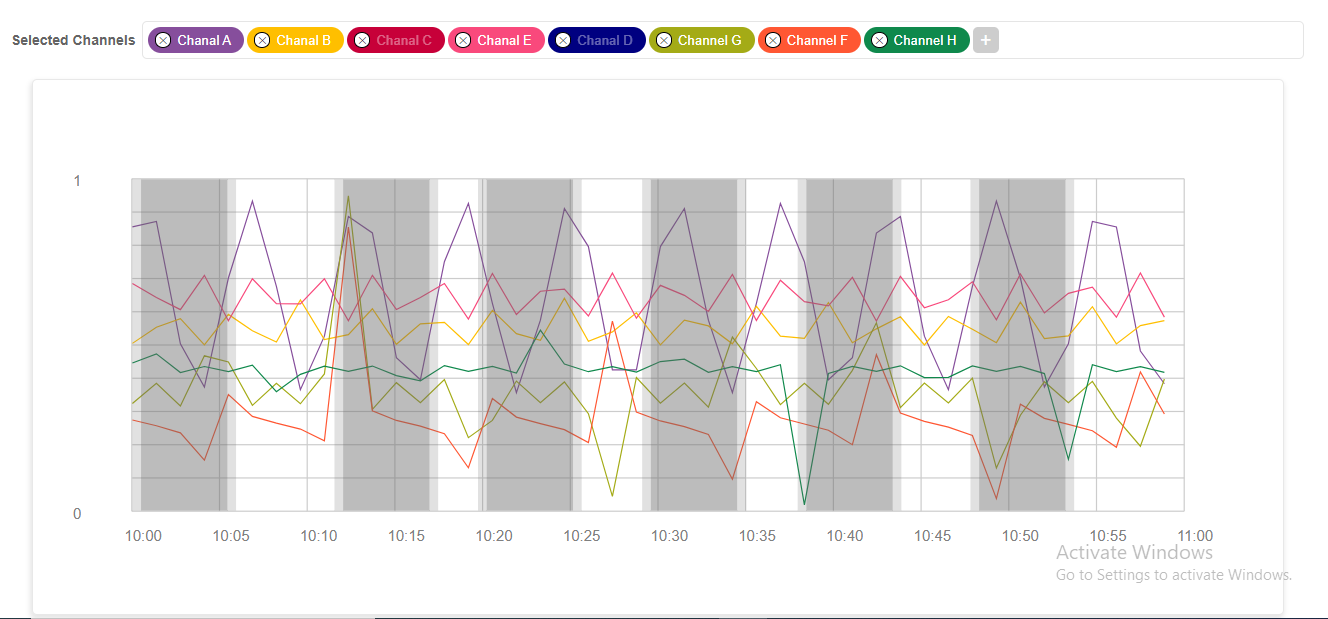 Selected Channels Chanal A Chanal B Chanal C Chanal E Chanal D Channel G Channel F Channel H +
1
0
10:00 10:05 10:10 10:15 10:20 10:25 10:30 10:35 10:40 10:45 10:50 10:55 11:00
Activate Windows
Go to Settings to activate Windows.